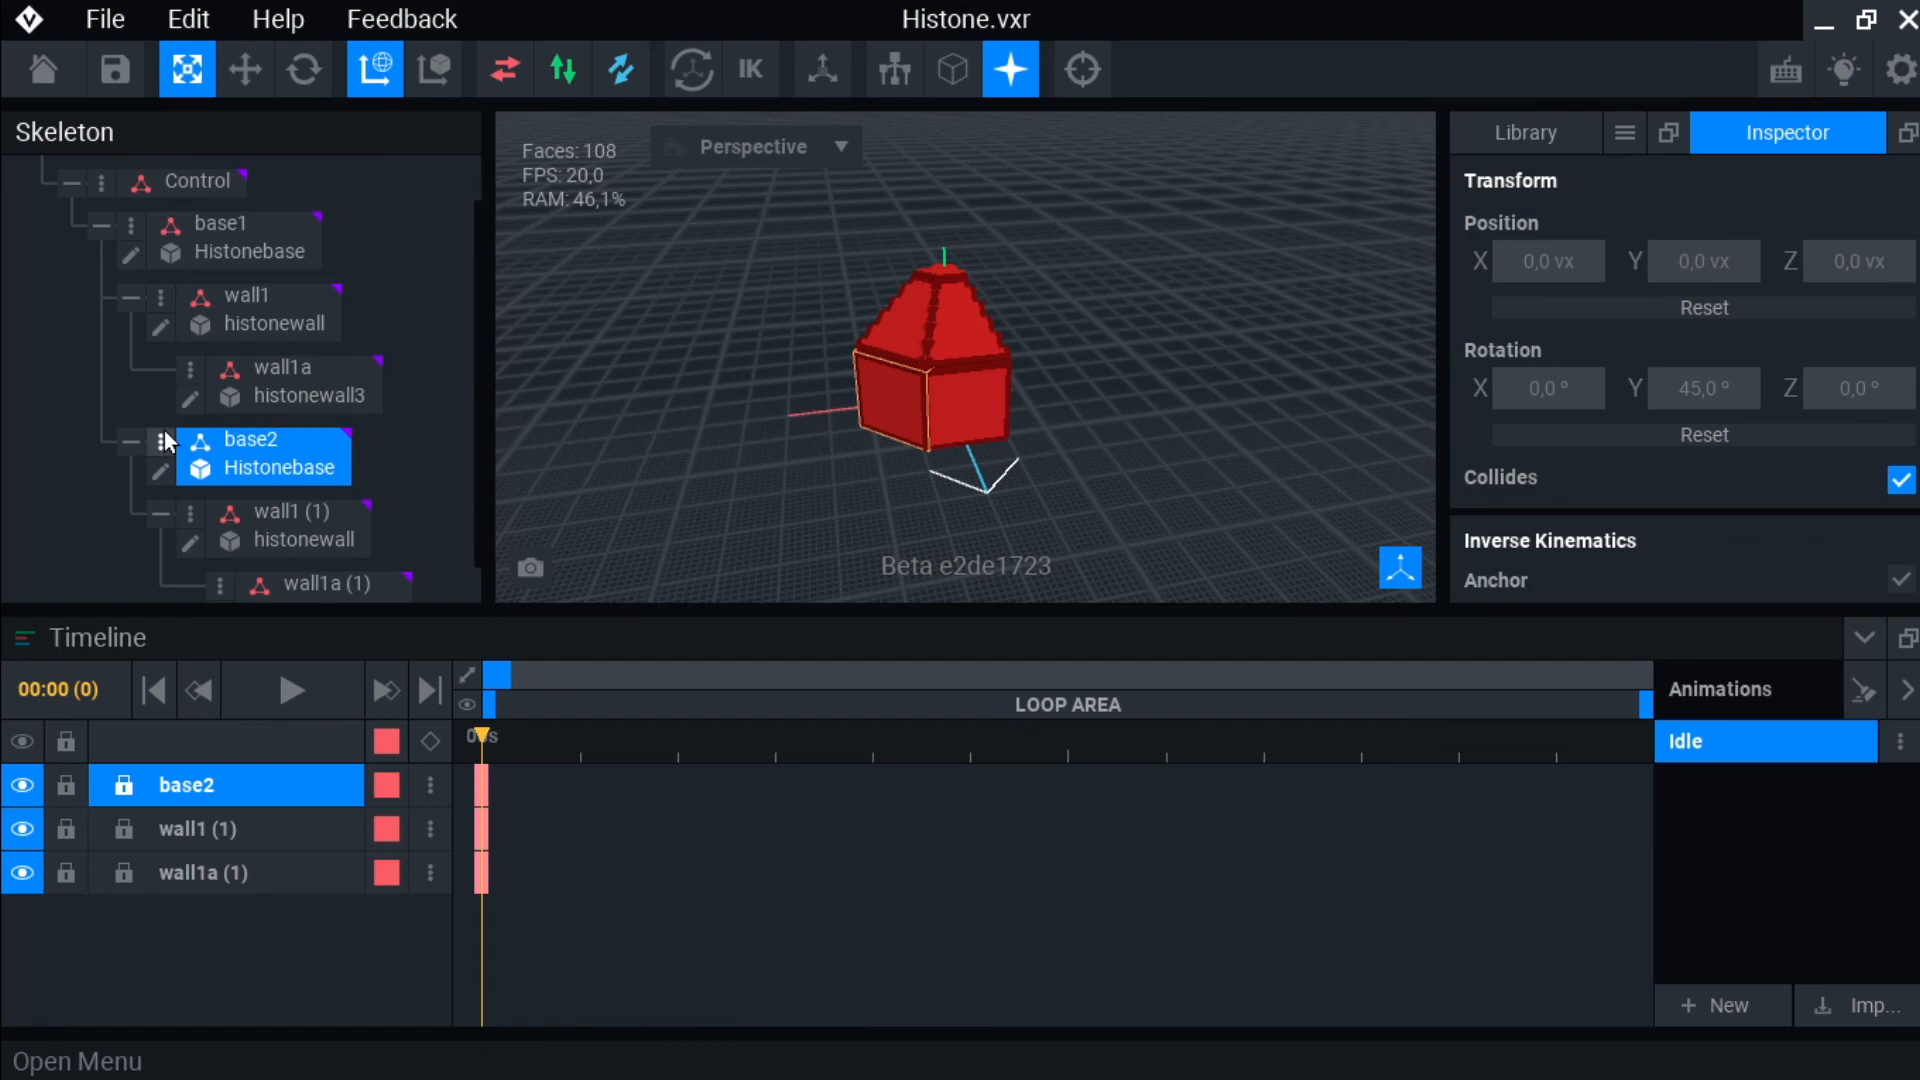 File Edit Help Feedback Histone.vxr
IK
Skeleton
Control
base1
Histonebase
wall1
histonewall
wall1a
histonewall3
base2
Histonebase
wall1 (1)
histonewall
wall1a (1)
Faces: 108
FPS: 20,0
RAM: 46,1%
Perspective
Beta e2de1723
Library Inspector
Transform
Position
X 0,0 vx Y 0,0 vx Z 0,0 vx
Reset
Rotation
X 0,0 ° Y 45,0 ° Z 0,0 °
Reset
Collides
Inverse Kinematics
Anchor
Timeline
00:00 (0)
LOOP AREA
Animations
Idle
base2
wall1 (1)
wall1a (1)
+ New Imp...
Open Menu